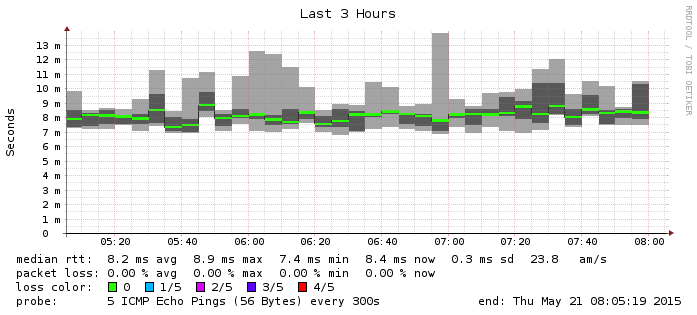 Last 3 Hours
RRDTOOL / TOBI OETIKER
Seconds
13 m
12 m
11 m
10 m
9 m
8 m
7 m
6 m
5 m
4 m
3 m
2 m
1 m
0
05:20 05:40 06:00 06:20 06:40 07:00 07:20 07:40 08:00
median rtt: 8.2 ms avg 8.9 ms max 7.4 ms min 8.4 ms now 0.3 ms sd 23.8 am/s
packet loss: 0.00 % avg 0.00 % max 0.00 % min 0.00 % now
loss color: 0 1/5 2/5 3/5 4/5
probe: 5 ICMP Echo Pings (56 Bytes) every 300s end: Thu May 21 08:05:19 2015